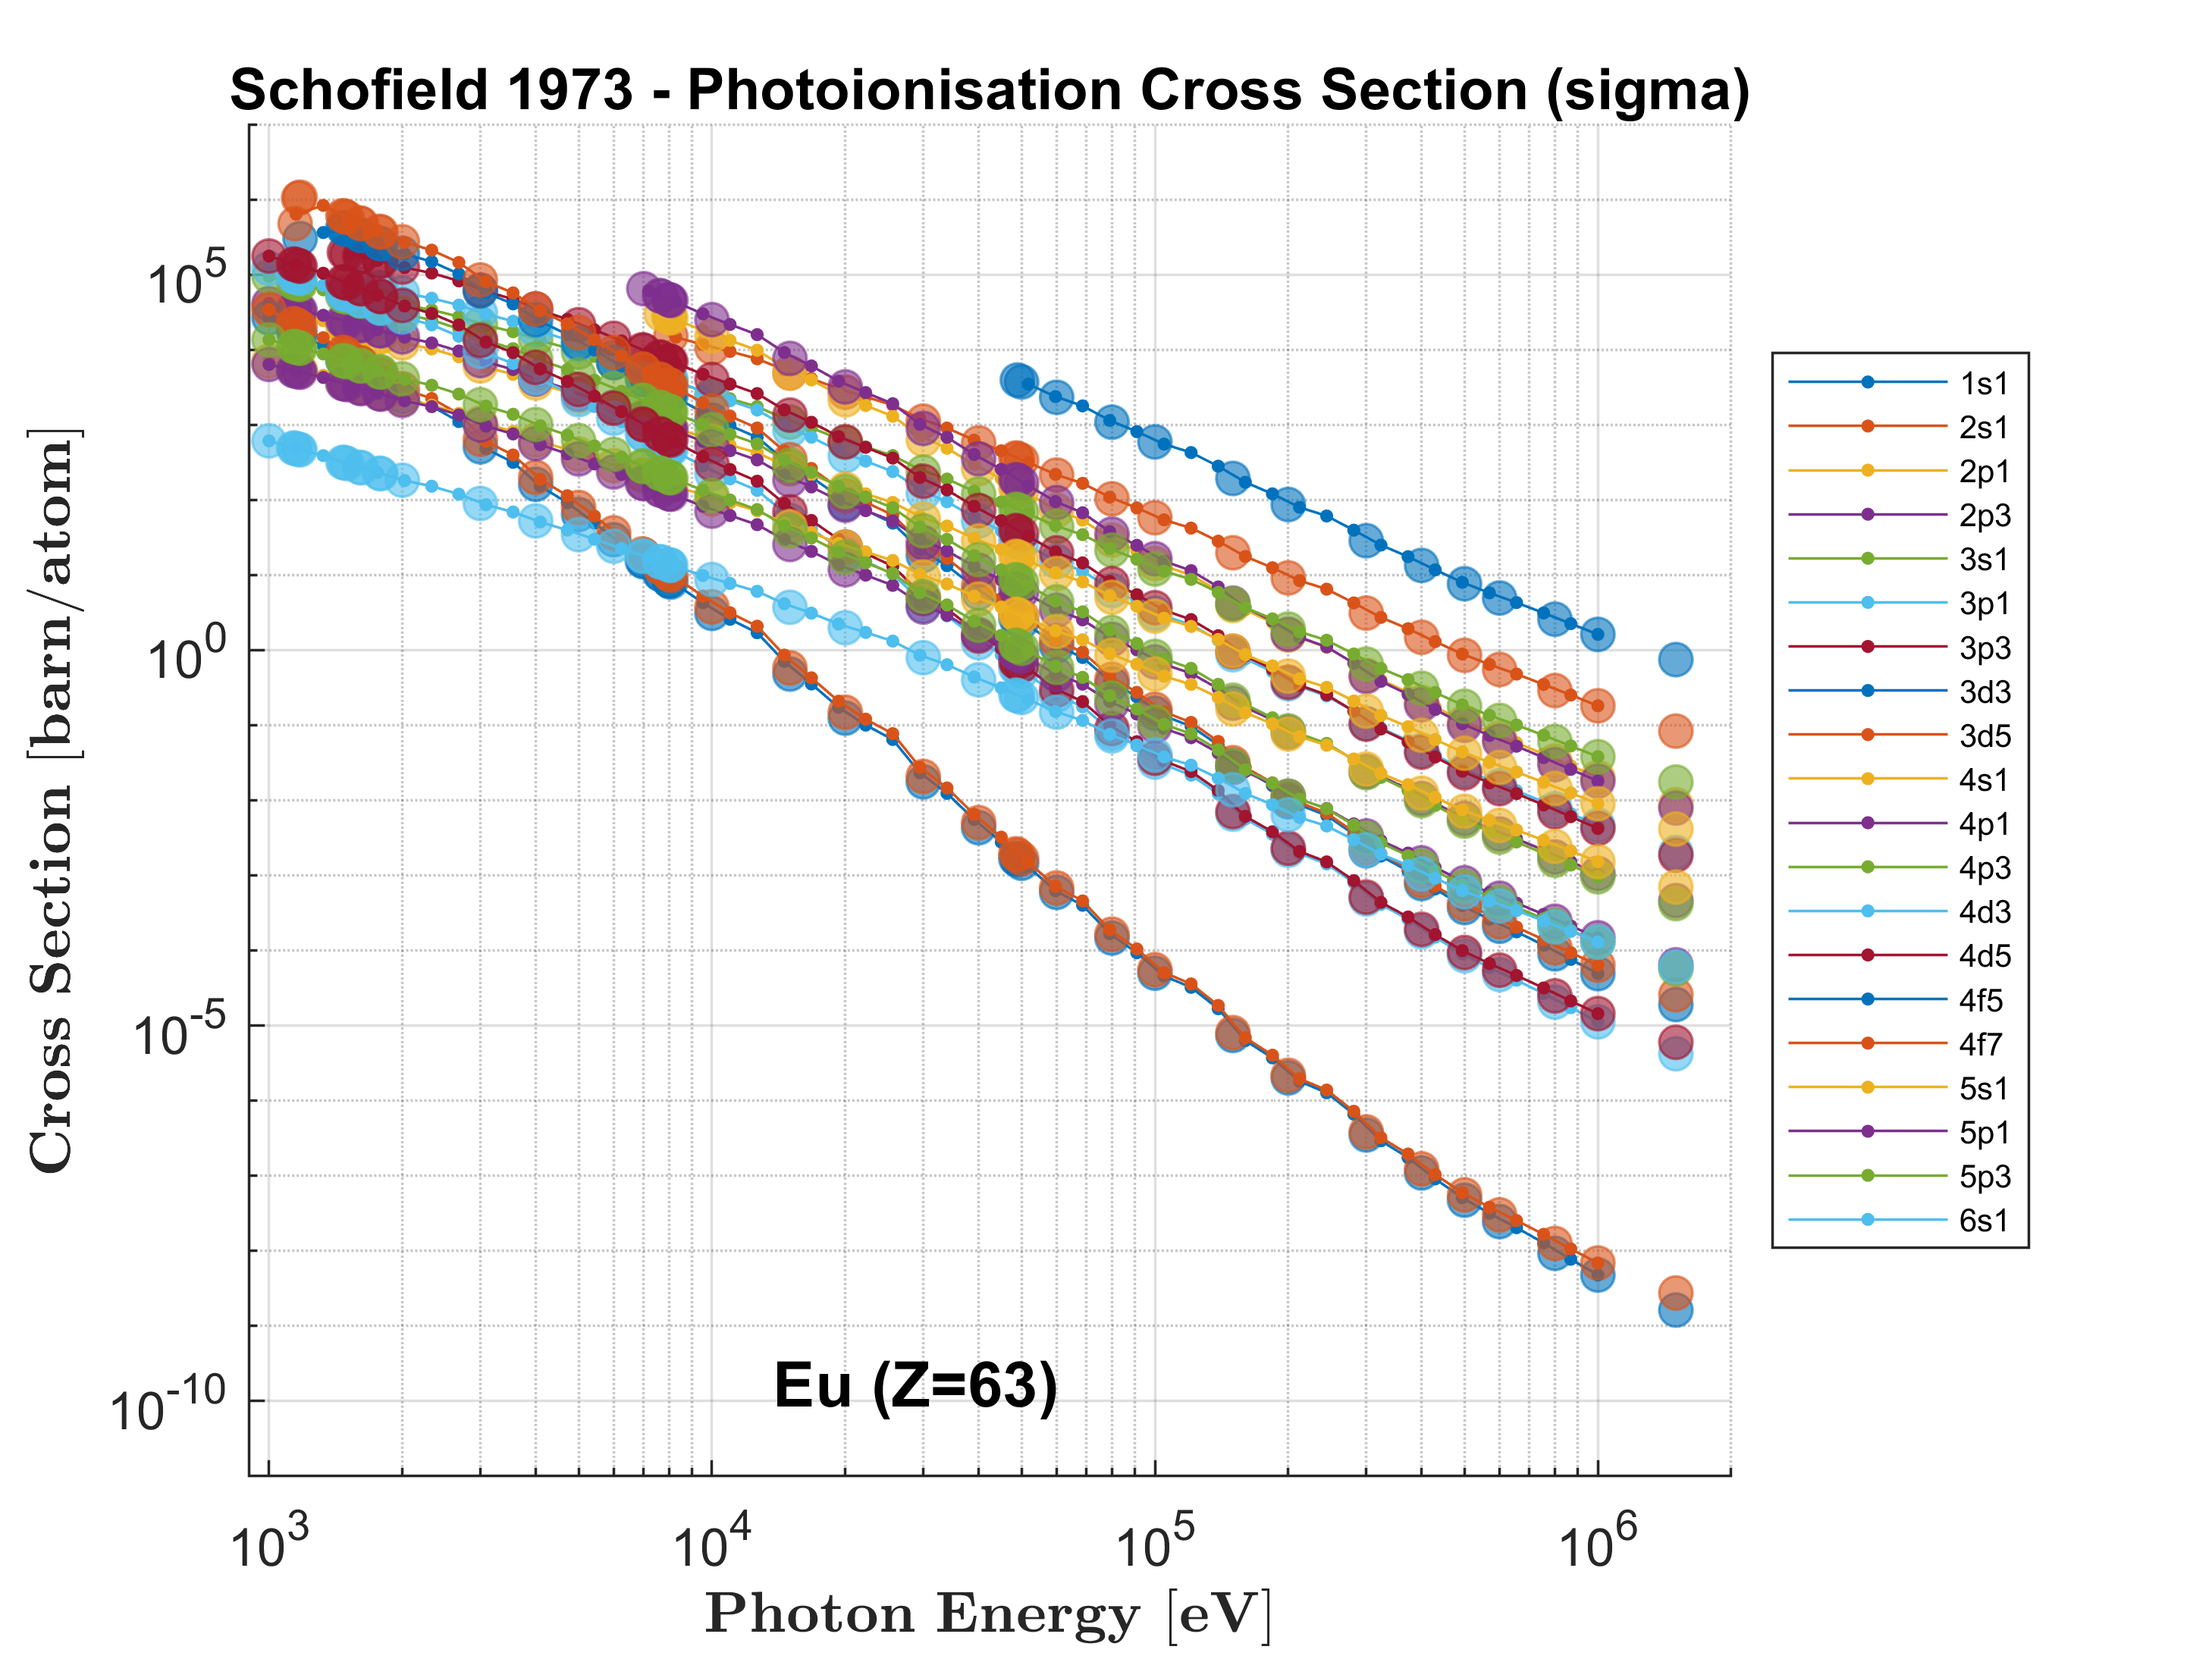 Schofield 1973 - Photoionisation Cross Section (sigma)
Cross Section [barn/atom]
10^5
10^0
10^-5
10^-10
Eu (Z=63)
10^3
10^4
10^5
10^6
Photon Energy [eV]
1s1
2s1
2p1
2p3
3s1
3p1
3p3
3d3
3d5
4s1
4p1
4p3
4d3
4d5
4f5
4f7
5s1
5p1
5p3
6s1